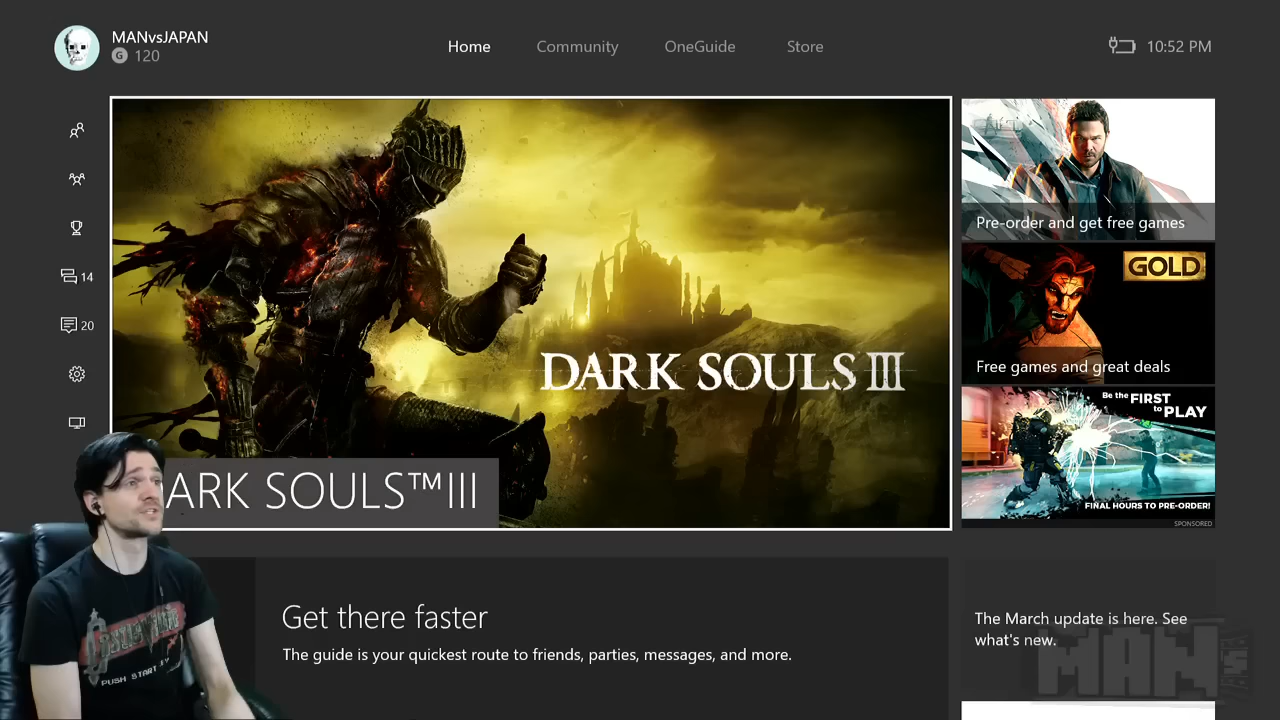 MANvsJAPAN
G 120
Home
Community
OneGuide
Store
10:52 PM
14
20
DARK SOULS III
ARK SOULS™III
Pre-order and get free games
GOLD
Free games and great deals
Be the FIRST
to PLAY
FINAL HOURS TO PRE-ORDER!
SPONSORED
Get there faster
The guide is your quickest route to friends, parties, messages, and more.
The March update is here. See
what's new.
PUSH START
MAN